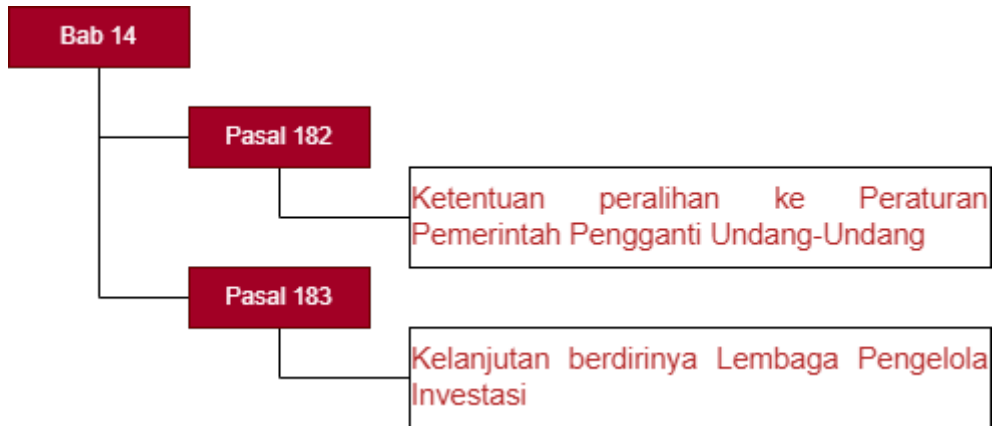 Bab 14
Pasal 182
Ketentuan peralihan ke Peraturan
Pemerintah Pengganti Undang-Undang
Pasal 183
Kelanjutan berdirinya Lembaga Pengelola
Investasi